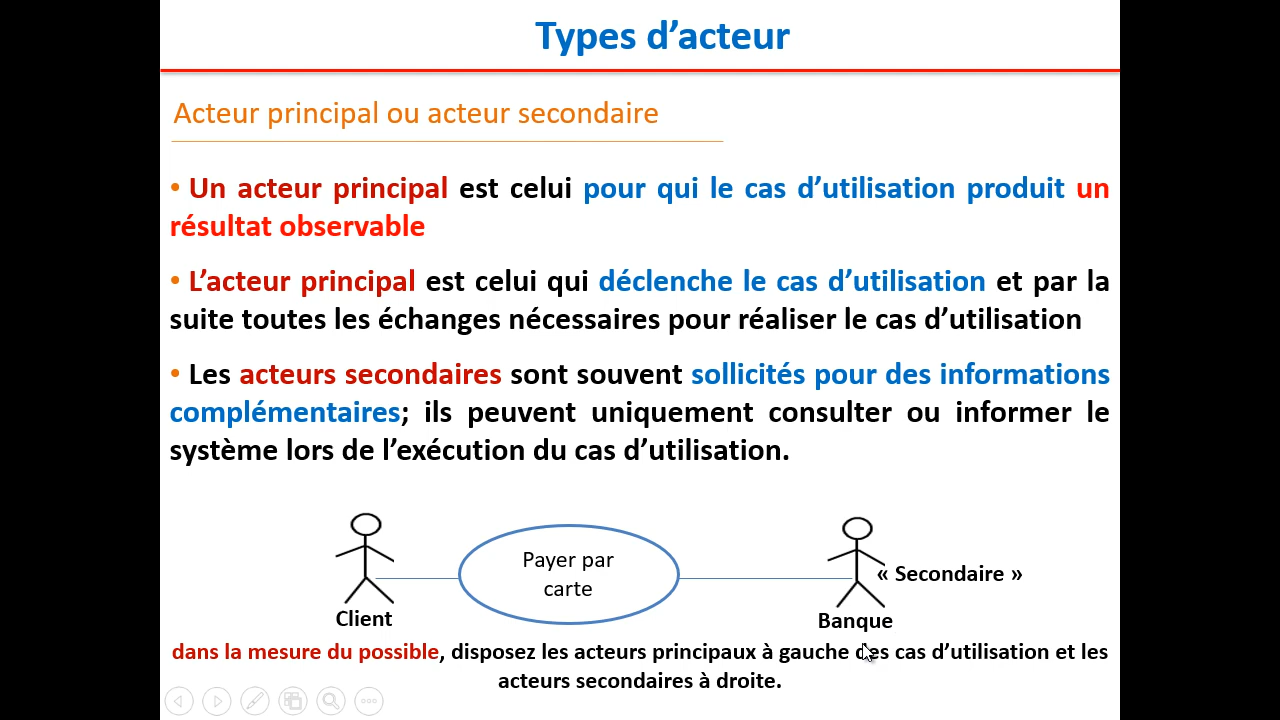 Types d’acteur
Acteur principal ou acteur secondaire
• Un acteur principal est celui pour qui le cas d’utilisation produit un
résultat observable
• L’acteur principal est celui qui déclenche le cas d’utilisation et par la
suite toutes les échanges nécessaires pour réaliser le cas d’utilisation
• Les acteurs secondaires sont souvent sollicités pour des informations
complémentaires; ils peuvent uniquement consulter ou informer le
système lors de l’exécution du cas d’utilisation.
Payer par
carte
« Secondaire »
Client
Banque
dans la mesure du possible, disposez les acteurs principaux à gauche des cas d’utilisation et les
acteurs secondaires à droite.